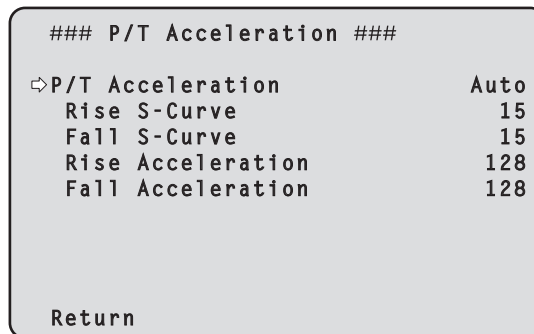 ### P/T Acceleration ###
⇨P/T Acceleration Auto
Rise S-Curve 15
Fall S-Curve 15
Rise Acceleration 128
Fall Acceleration 128
Return